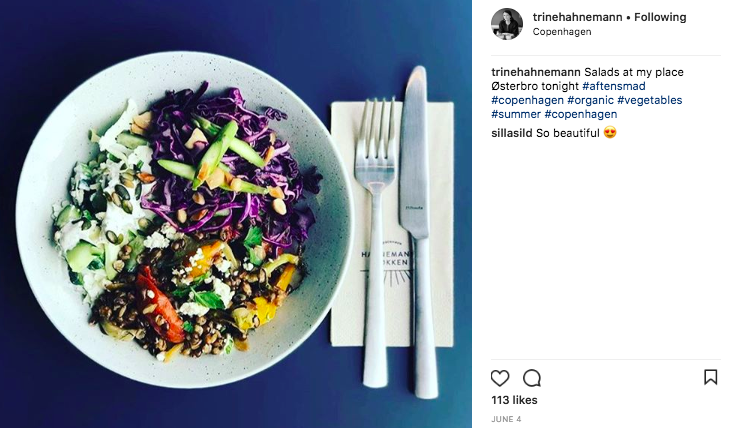 trinehahnemann • Following
Copenhagen
trinehahnemann Salads at my place
Østerbro tonight #aftensmad
#copenhagen #organic #vegetables
#summer #copenhagen
sillasild So beautiful 😍
113 likes
JUNE 4